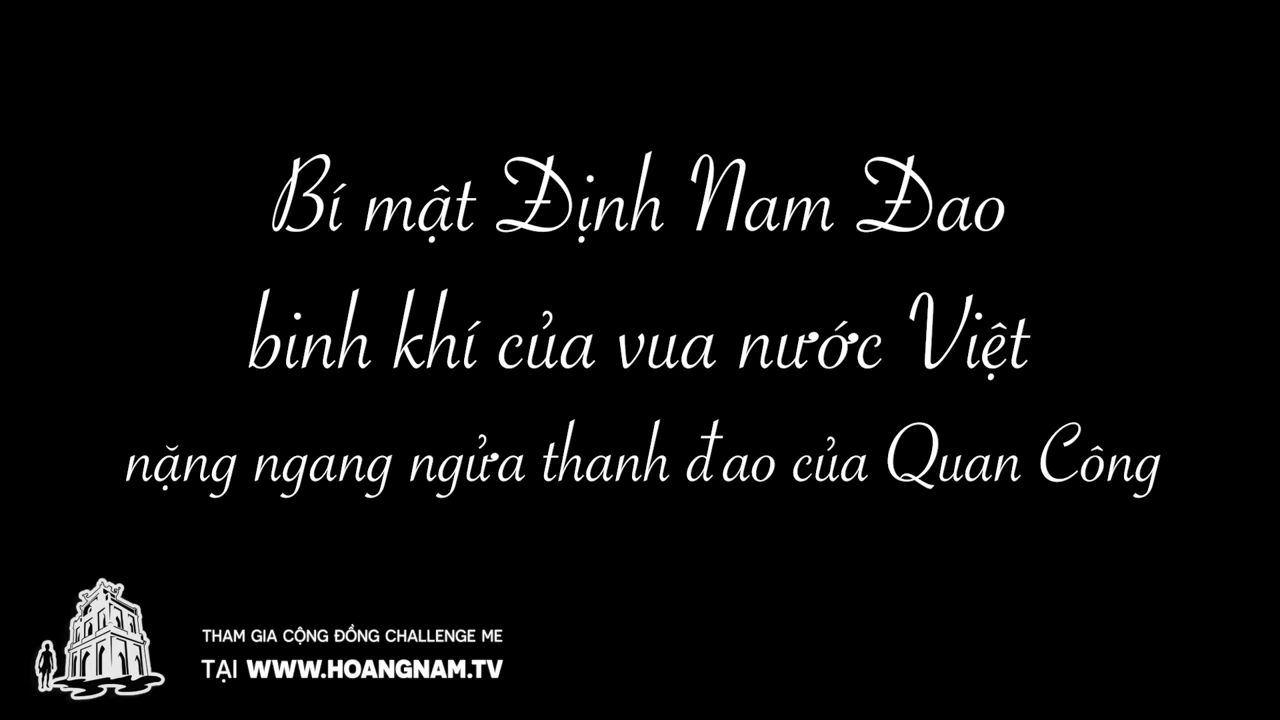 Bí mật Định Nam Đao
binh khí của vua nước Việt
nặng ngang ngửa thanh đao của Quan Công
THAM GIA CỘNG ĐỒNG CHALLENGE ME
TẠI WWW.HOANGNAM.TV